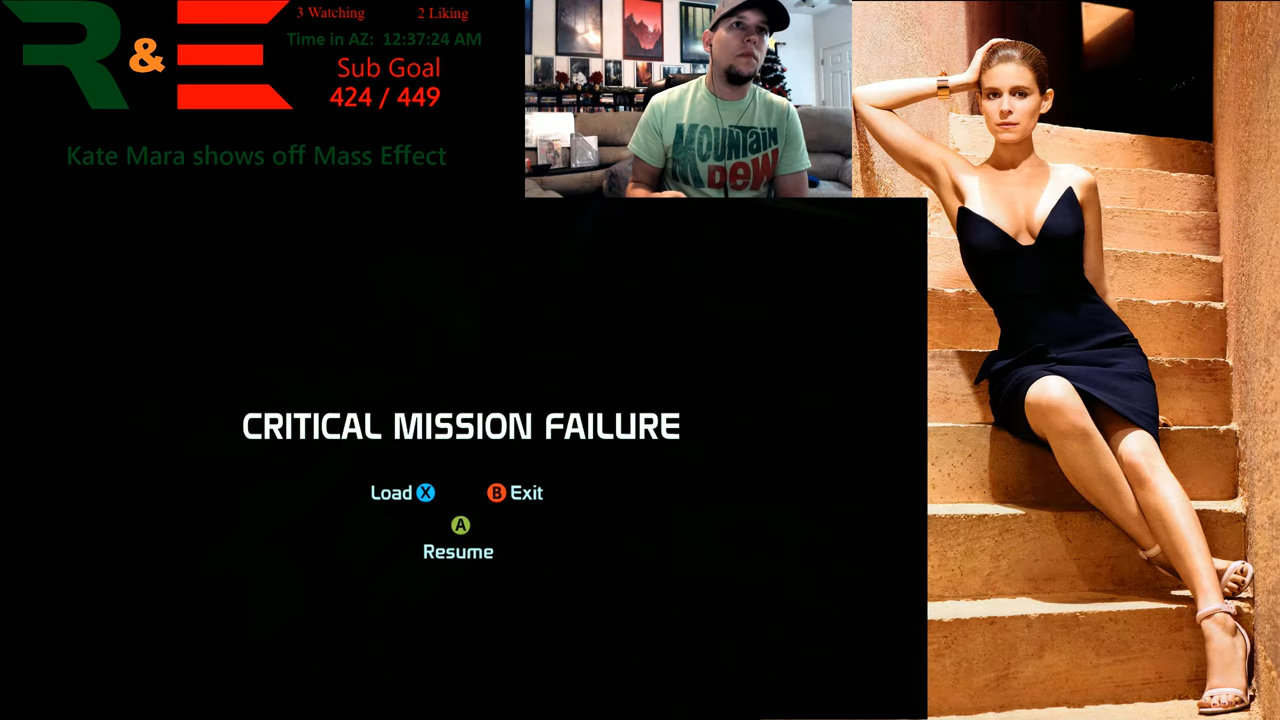 R & E
3 Watching 2 Liking
Time in AZ: 12:37:24 AM
Sub Goal
424 / 449
Kate Mara shows off Mass Effect
MOUNTAIN
DEW
CRITICAL MISSION FAILURE
Load X B Exit
A
Resume